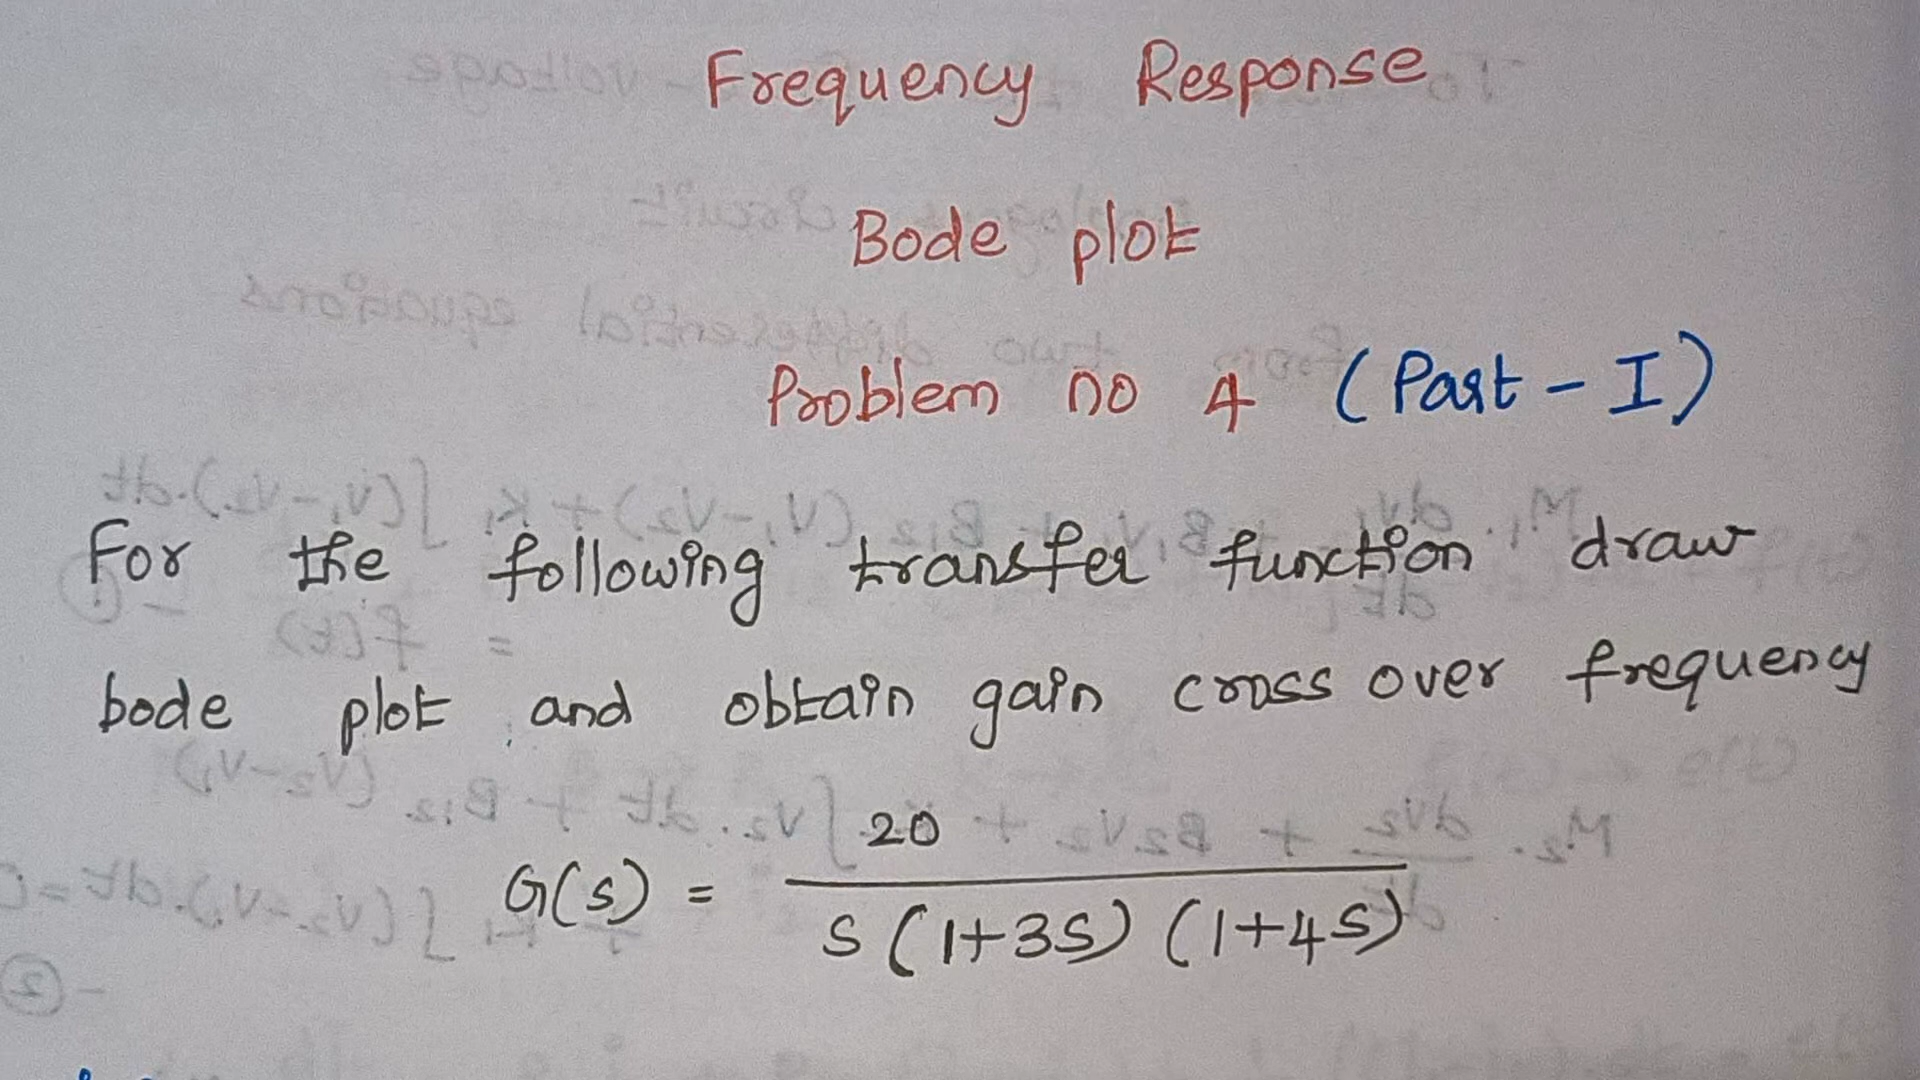 Frequency Response
Bode plot
Problem no 4 (Part - I)
For the following transfer function draw
bode plot and obtain gain cross over frequency
G(s) = 20 / s(1+3s)(1+4s)